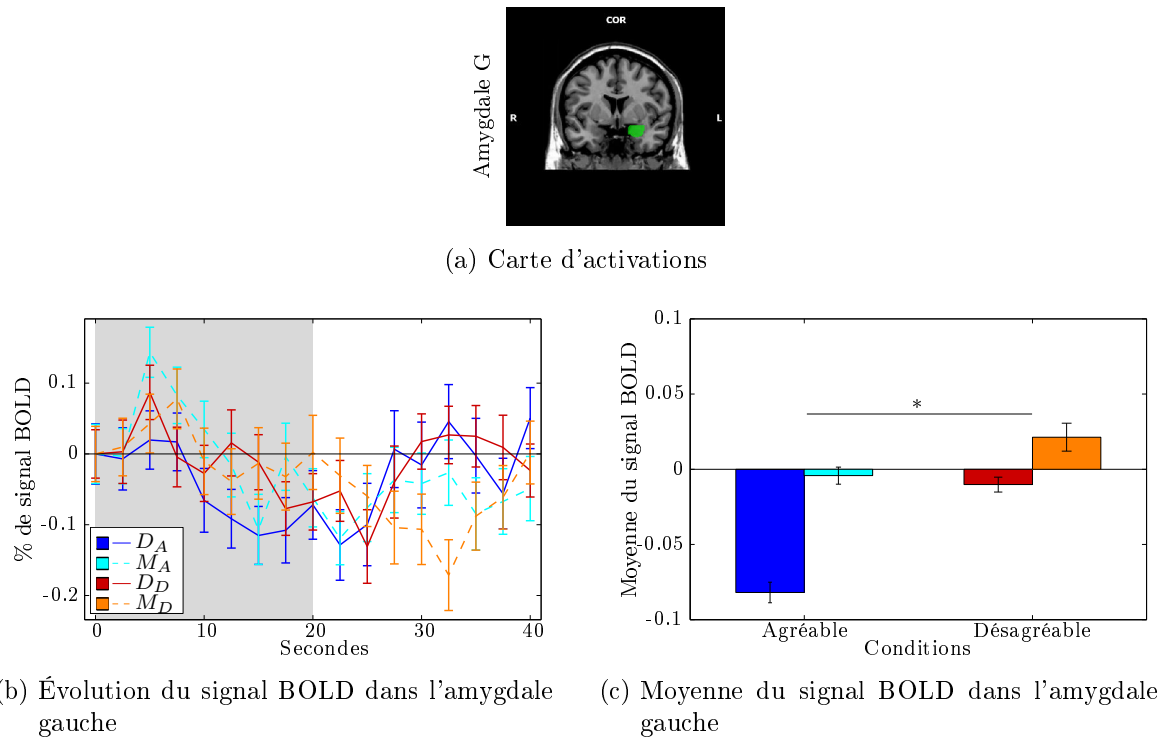 COR
Amygdale G
R
L
(a) Carte d'activations
% de signal BOLD
0.1
0
-0.1
-0.2
D_A
M_A
D_D
M_D
0 10 20 30 40
Secondes
(b) Évolution du signal BOLD dans l'amygdale
gauche
Moyenne du signal BOLD
0.1
0.05
0
-0.05
-0.1
*
Agréable Désagréable
Conditions
(c) Moyenne du signal BOLD dans l'amygdale
gauche